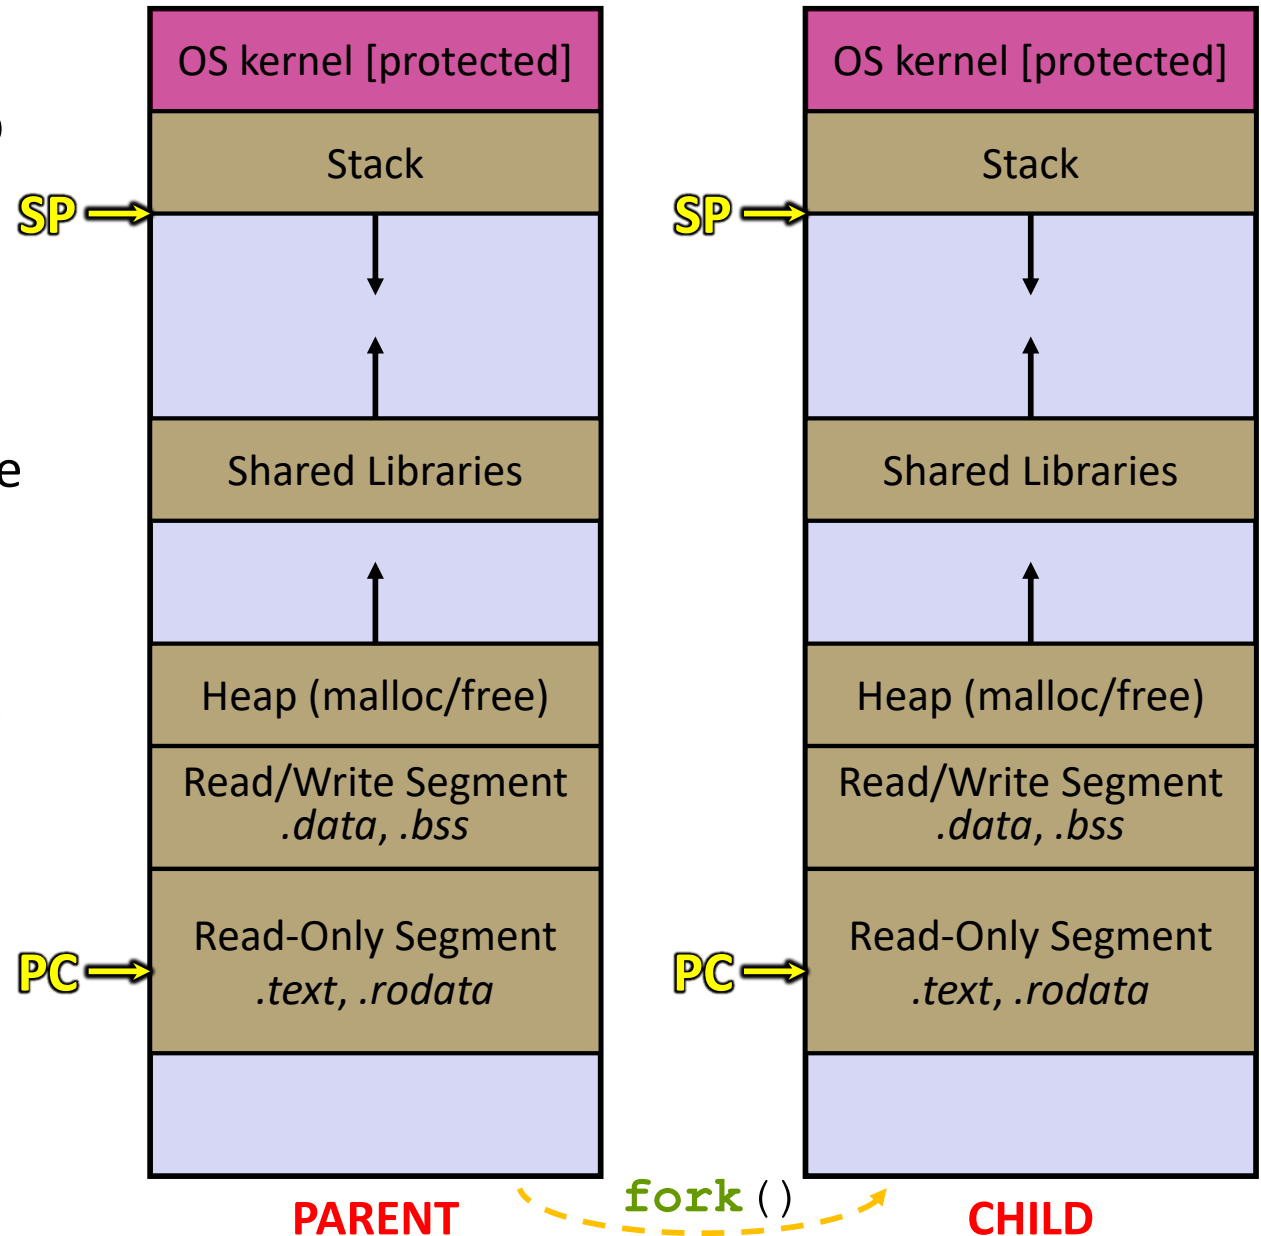 OS kernel [protected]
Stack
SP
Shared Libraries
Heap (malloc/free)
Read/Write Segment
.data, .bss
Read-Only Segment
.text, .rodata
PC
PARENT
OS kernel [protected]
Stack
SP
Shared Libraries
Heap (malloc/free)
Read/Write Segment
.data, .bss
Read-Only Segment
.text, .rodata
PC
CHILD
fork()